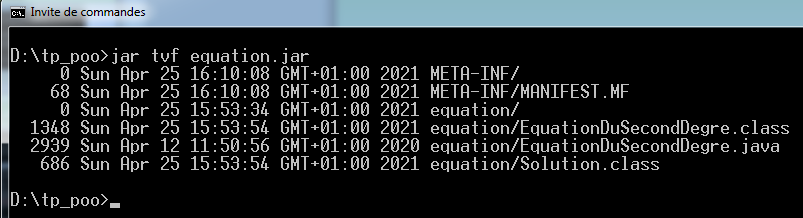 Invite de commandes
D:\tp_poo>jar tvf equation.jar
0 Sun Apr 25 16:10:08 GMT+01:00 2021 META-INF/
68 Sun Apr 25 16:10:08 GMT+01:00 2021 META-INF/MANIFEST.MF
0 Sun Apr 25 15:53:34 GMT+01:00 2021 equation/
1348 Sun Apr 25 15:53:54 GMT+01:00 2021 equation/EquationDuSecondDegre.class
2939 Sun Apr 12 11:50:56 GMT+01:00 2020 equation/EquationDuSecondDegre.java
686 Sun Apr 25 15:53:54 GMT+01:00 2021 equation/Solution.class
D:\tp_poo>_